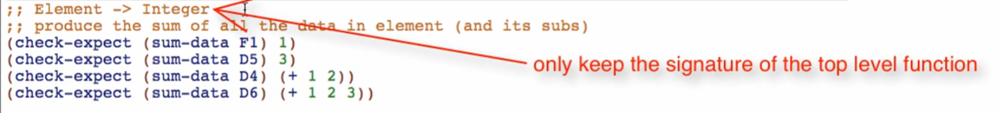 ;; Element -> Integer
;; produce the sum of all the data in element (and its subs)
(check-expect (sum-data F1) 1)
(check-expect (sum-data D5) 3)
(check-expect (sum-data D4) (+ 1 2))
(check-expect (sum-data D6) (+ 1 2 3))
only keep the signature of the top level function